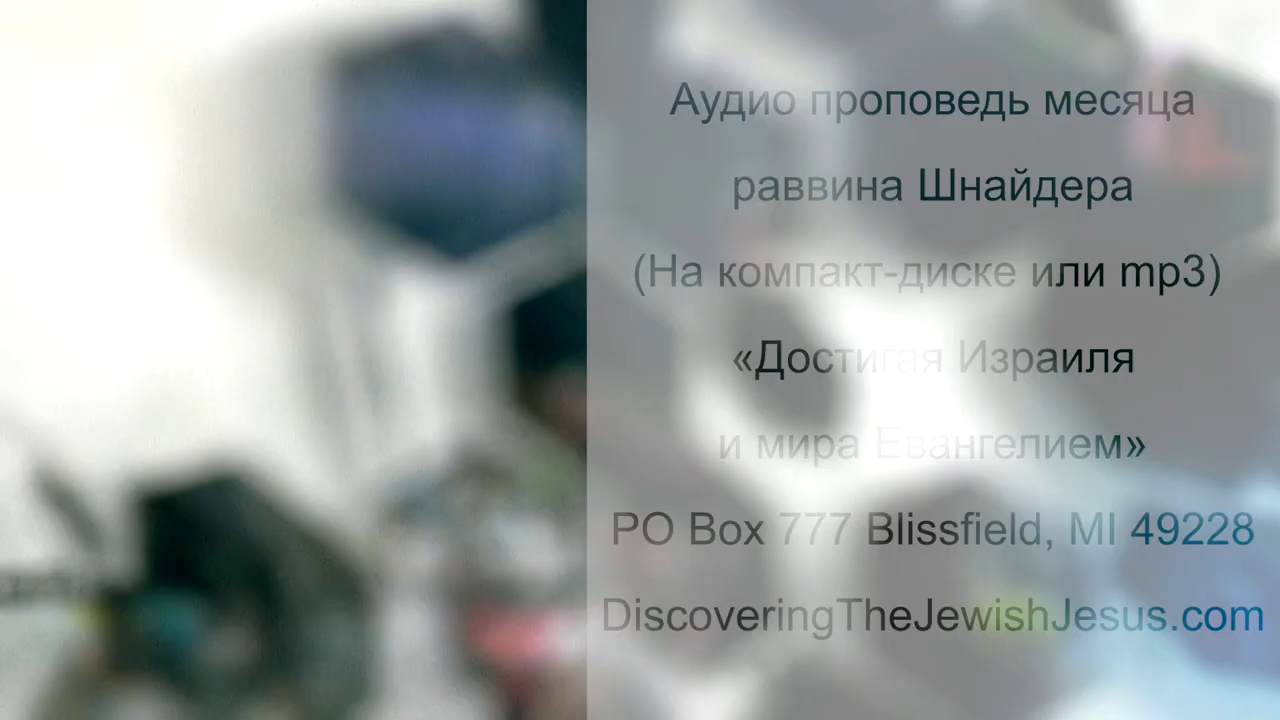 Аудио проповедь месяца
раввина Шнайдера
(На компакт-диске или mp3)
«Достигая Израиля
и мира Евангелием»
PO Box 777 Blissfield, MI 49228
DiscoveringTheJewishJesus.com